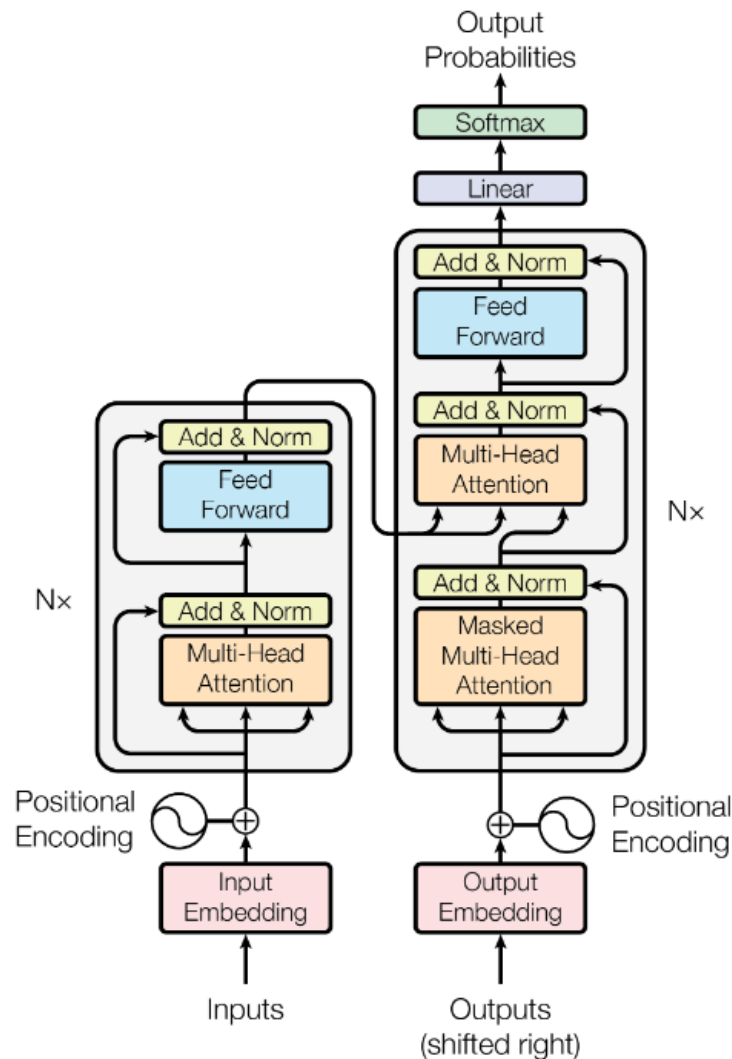 Output
Probabilities
Softmax
Linear
Add & Norm
Feed
Forward
Add & Norm
Multi-Head
Attention
Add & Norm
Masked
Multi-Head
Attention
Nx
Add & Norm
Feed
Forward
Add & Norm
Multi-Head
Attention
Nx
Positional
Encoding
Positional
Encoding
Input
Embedding
Output
Embedding
Inputs
Outputs
(shifted right)